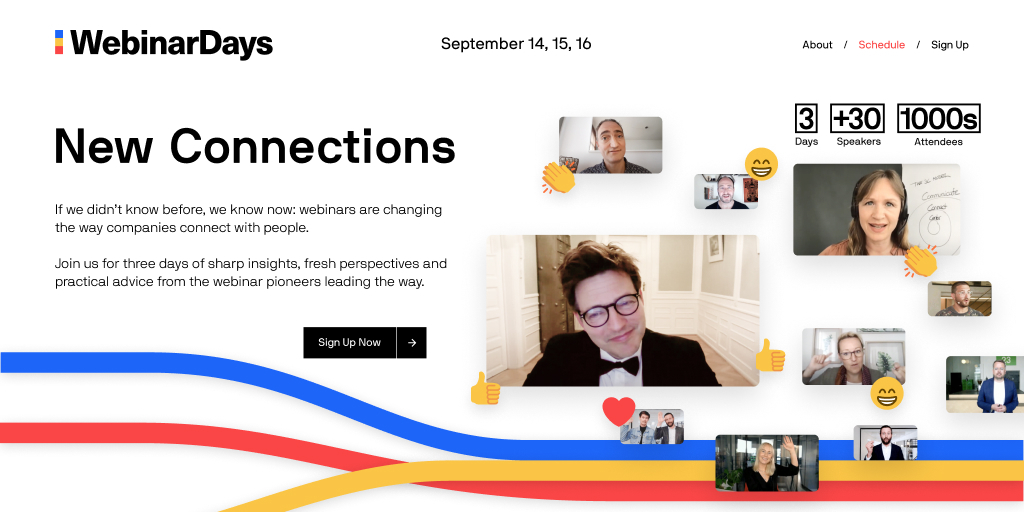 WebinarDays
September 14, 15, 16
About / Schedule / Sign Up
New Connections
3 +30 1000s
Days Speakers Attendees
If we didn't know before, we know now: webinars are changing
the way companies connect with people.
Join us for three days of sharp insights, fresh perspectives and
practical advice from the webinar pioneers leading the way.
Sign Up Now →
Communicate
Connect